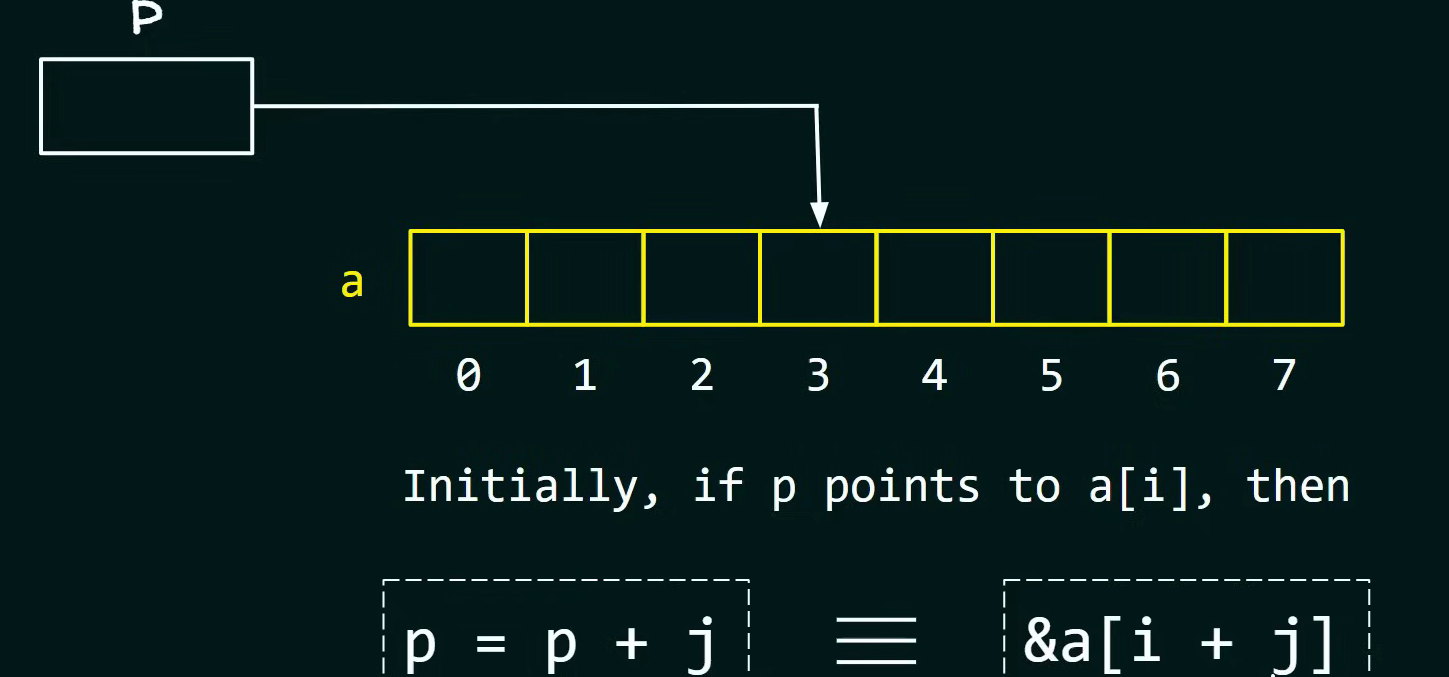 P
a
0 1 2 3 4 5 6 7
Initially, if p points to a[i], then
p = p + j ≡ &a[i + j]